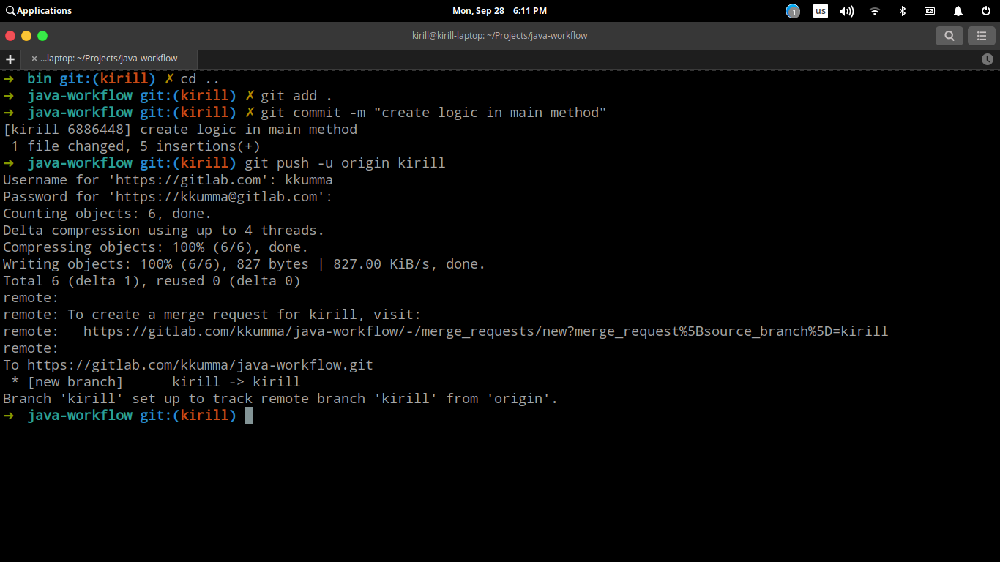 Applications
Mon, Sep 28 6:11 PM
1
us
kirill@kirill-laptop: ~/Projects/java-workflow
+ × ...laptop: ~/Projects/java-workflow
➜ bin git:(kirill) ✗ cd ..
➜ java-workflow git:(kirill) ✗ git add .
➜ java-workflow git:(kirill) ✗ git commit -m "create logic in main method"
[kirill 6886448] create logic in main method
1 file changed, 5 insertions(+)
➜ java-workflow git:(kirill) git push -u origin kirill
Username for 'https://gitlab.com': kkumma
Password for 'https://kkumma@gitlab.com':
Counting objects: 6, done.
Delta compression using up to 4 threads.
Compressing objects: 100% (6/6), done.
Writing objects: 100% (6/6), 827 bytes | 827.00 KiB/s, done.
Total 6 (delta 1), reused 0 (delta 0)
remote:
remote: To create a merge request for kirill, visit:
remote:   https://gitlab.com/kkumma/java-workflow/-/merge_requests/new?merge_request%5Bsource_branch%5D=kirill
remote:
To https://gitlab.com/kkumma/java-workflow.git
* [new branch]      kirill -> kirill
Branch 'kirill' set up to track remote branch 'kirill' from 'origin'.
➜ java-workflow git:(kirill)